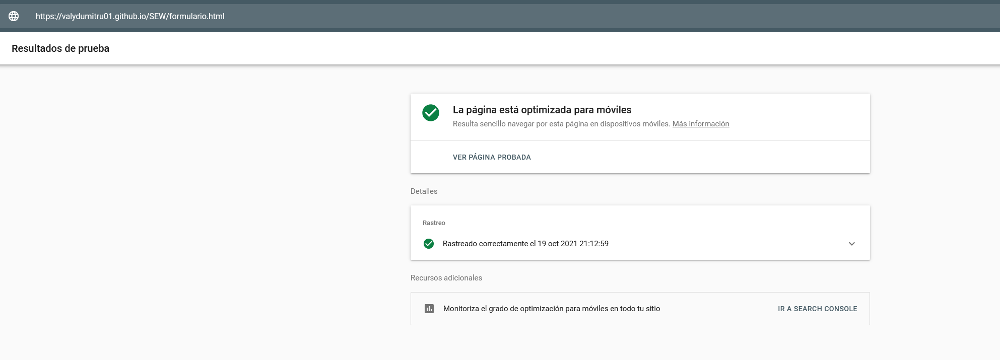 https://valydumitru01.github.io/SEW/formulario.html
Resultados de prueba
La página está optimizada para móviles
Resulta sencillo navegar por esta página en dispositivos móviles. Más información
VER PÁGINA PROBADA
Detalles
Rastreo
Rastreado correctamente el 19 oct 2021 21:12:59
Recursos adicionales
Monitoriza el grado de optimización para móviles en todo tu sitio
IR A SEARCH CONSOLE